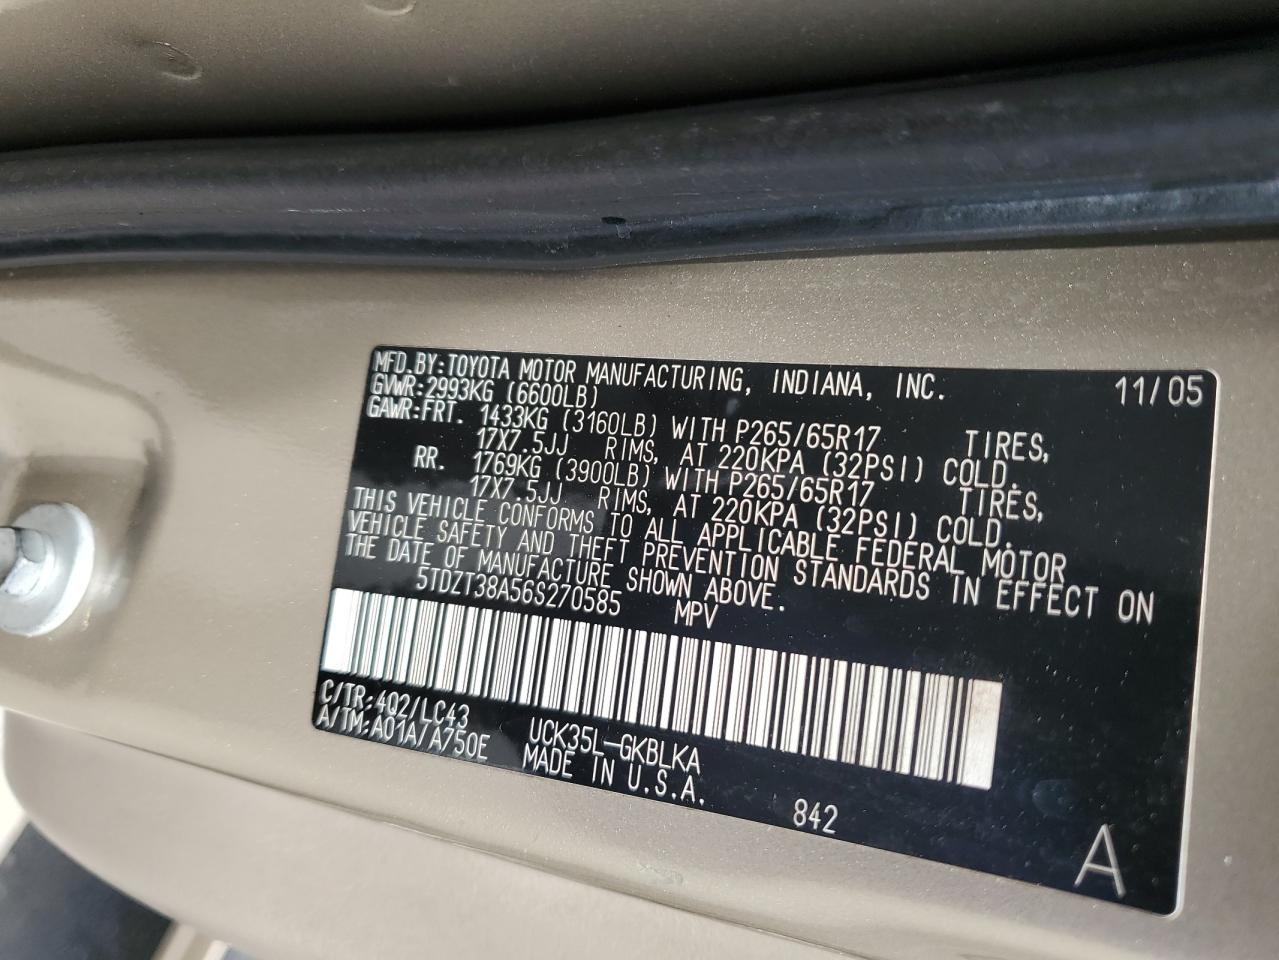 MFD. BY: TOYOTA MOTOR MANUFACTURING, INDIANA, INC. 11/05
GVWR: 2993KG (6600LB)
GAWR: FRT. 1433KG (3160LB) WITH P265/65R17 TIRES,
17X7.5JJ RIMS, AT 220KPA (32PSI) COLD.
RR. 1769KG (3900LB) WITH P265/65R17 TIRES,
17X7.5JJ RIMS, AT 220KPA (32PSI) COLD.
THIS VEHICLE CONFORMS TO ALL APPLICABLE FEDERAL MOTOR
VEHICLE SAFETY AND THEFT PREVENTION STANDARDS IN EFFECT ON
THE DATE OF MANUFACTURE SHOWN ABOVE.
5TDZT38A56S270585 MPV
C/TR: 4Q2/LC43 UCK35L-GKBLKA
A/TM: A01A/A750E MADE IN U.S.A.
842
A